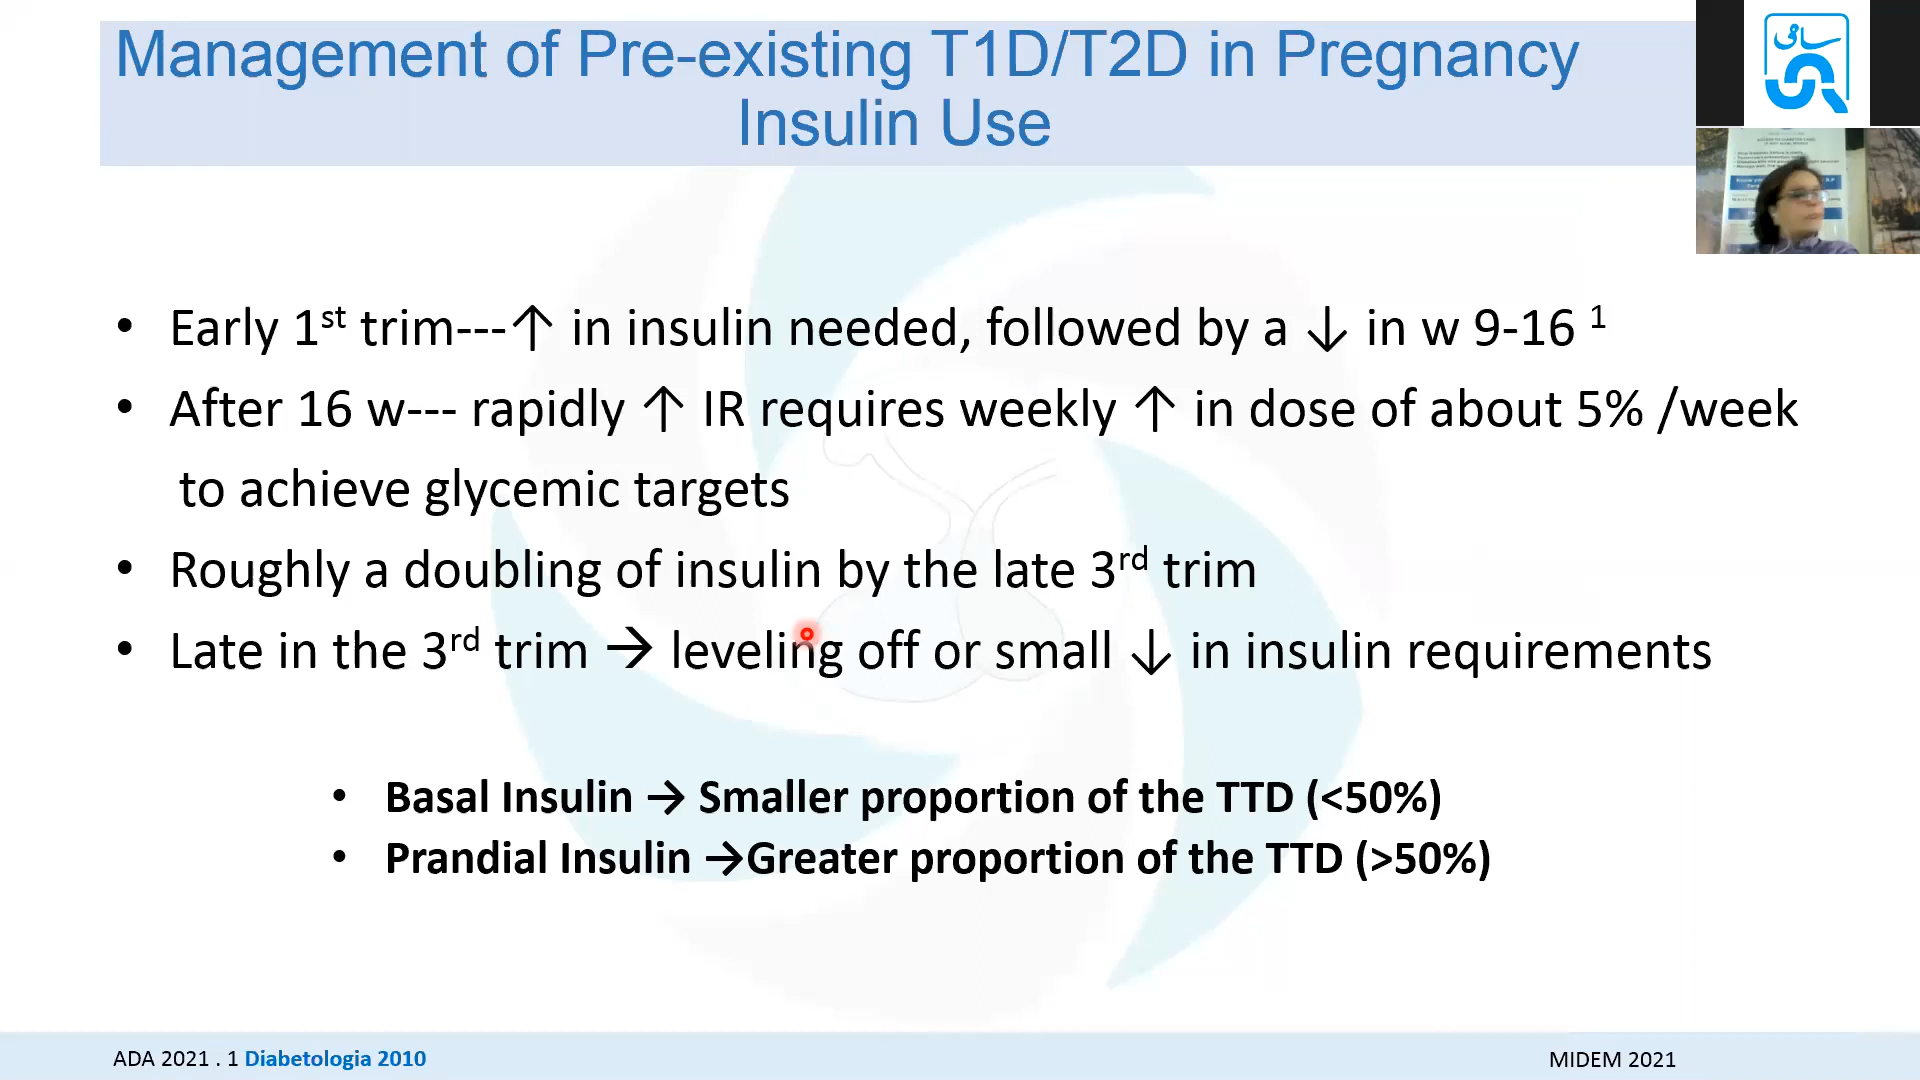 Management of Pre-existing T1D/T2D in Pregnancy
Insulin Use
ساقی
• Early 1st trim---↑ in insulin needed, followed by a ↓ in w 9-16 1
• After 16 w--- rapidly ↑ IR requires weekly ↑ in dose of about 5% /week
to achieve glycemic targets
• Roughly a doubling of insulin by the late 3rd trim
• Late in the 3rd trim → leveling off or small ↓ in insulin requirements
• Basal Insulin → Smaller proportion of the TTD (<50%)
• Prandial Insulin →Greater proportion of the TTD (>50%)
ADA 2021 . 1 Diabetologia 2010
MIDEM 2021